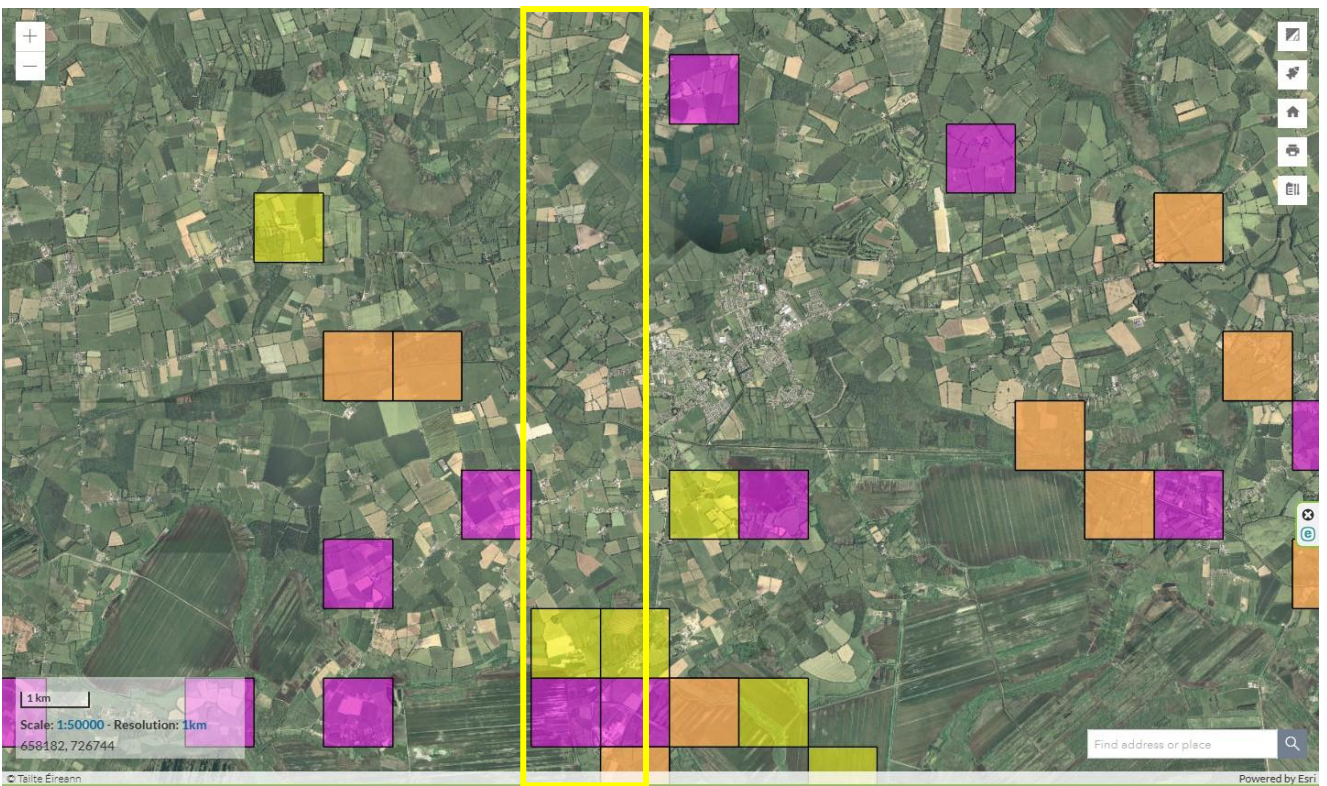 +
−
1 km
Scale: 1:50000 - Resolution: 1km
658182, 726744
Find address or place
e
© Tailte Éireann
Powered by Esri